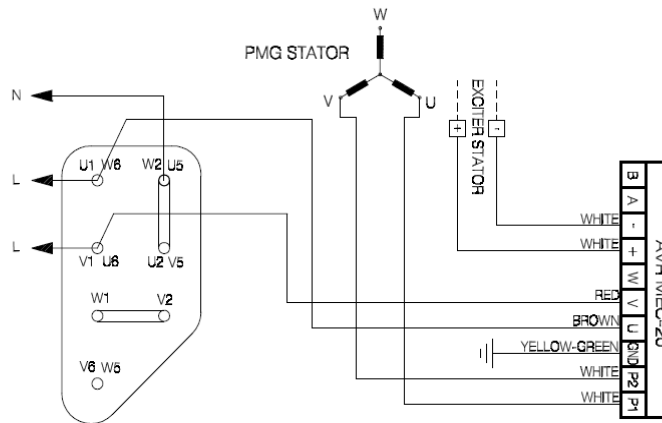 W
PMG STATOR
V
U
N
L
L
U1 W6
W2 U5
V1 U6
U2 V5
W1
V2
V6 W5
EXCITER STATOR
+
-
WHITE
WHITE
RED
BROWN
YELLOW-GREEN
WHITE
WHITE
B
A
-
+
W
V
U
GND
P2
P1